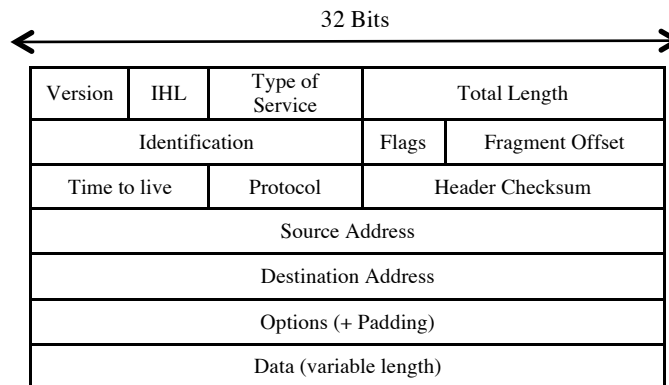 32 Bits
Version IHL Type of Service Total Length
Identification Flags Fragment Offset
Time to live Protocol Header Checksum
Source Address
Destination Address
Options (+ Padding)
Data (variable length)